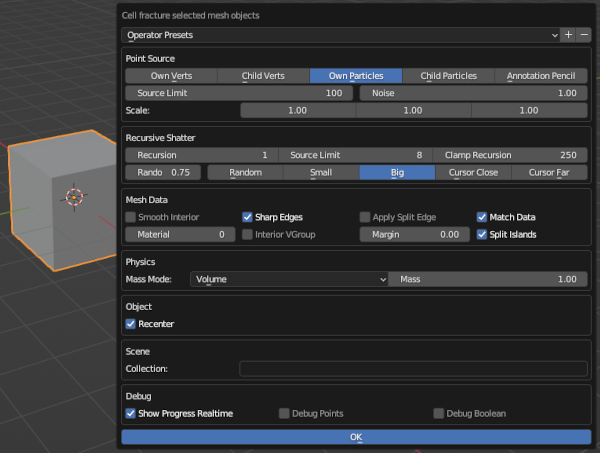 Cell fracture selected mesh objects
Operator Presets
Point Source
Own Verts Child Verts Own Particles Child Particles Annotation Pencil
Source Limit 100 Noise 1.00
Scale: 1.00 1.00 1.00
Recursive Shatter
Recursion 1 Source Limit 8 Clamp Recursion 250
Rando 0.75 Random Small Big Cursor Close Cursor Far
Mesh Data
Smooth Interior Sharp Edges Apply Split Edge Match Data
Material 0 Interior VGroup Margin 0.00 Split Islands
Physics
Mass Mode: Volume Mass 1.00
Object
Recenter
Scene
Collection:
Debug
Show Progress Realtime Debug Points Debug Boolean
OK